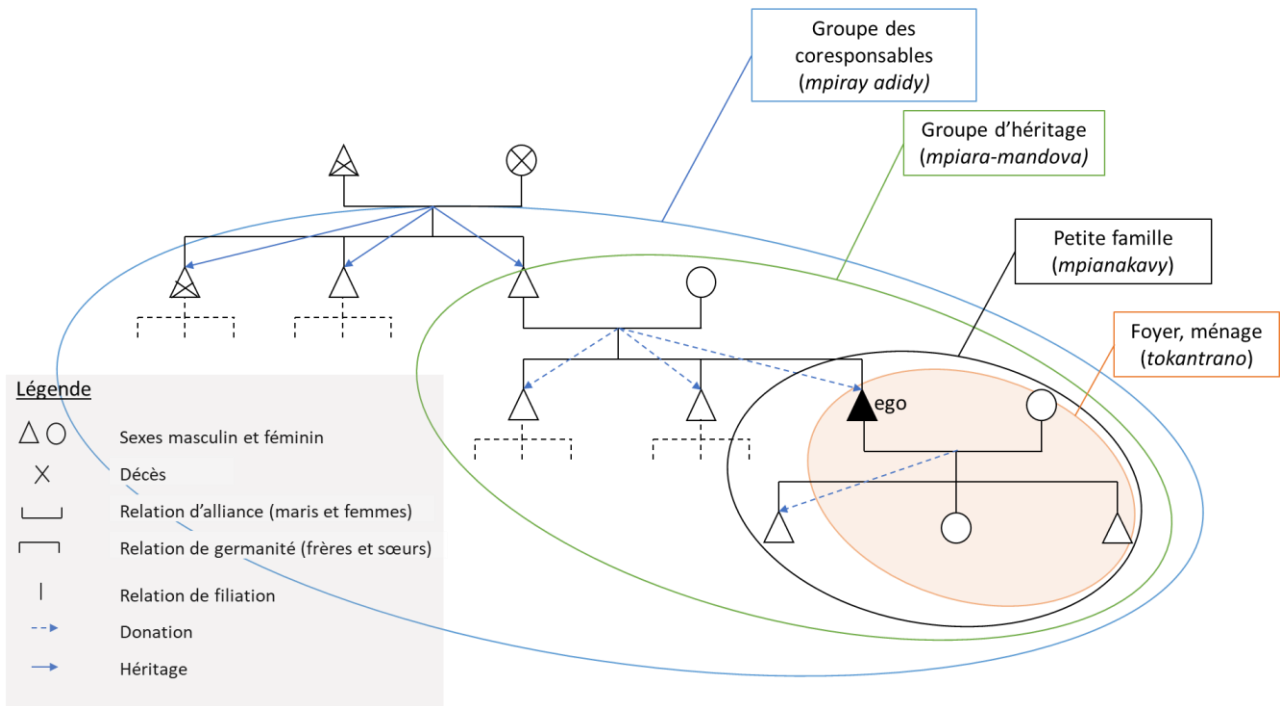 Groupe des
coresponsables
(mpiray adidy)
Groupe d’héritage
(mpiara-mandova)
Petite famille
(mpianakavy)
Foyer, ménage
(tokantrano)
ego
Légende
Sexes masculin et féminin
Décès
Relation d’alliance (maris et femmes)
Relation de germanité (frères et sœurs)
Relation de filiation
Donation
Héritage